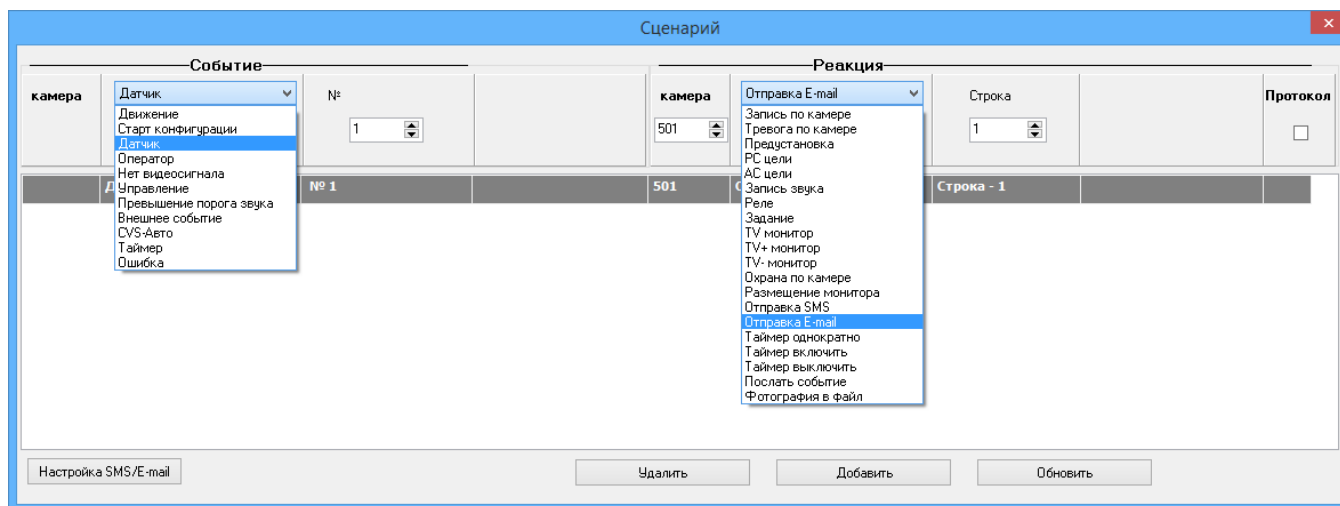 Сценарий
Событие
Реакция
камера
Датчик
№
1
камера
501
Отправка E-mail
Строка
1
Протокол
Движение
Старт конфигурации
Датчик
Оператор
Нет видеосигнала
Управление
Превышение порога звука
Внешнее событие
CVS-Авто
Таймер
Ошибка
Запись по камере
Тревога по камере
Предустановка
РС цели
АС цели
Запись звука
Реле
Задание
TV монитор
TV+ монитор
TV- монитор
Охрана по камере
Размещение монитора
Отправка SMS
Отправка E-mail
Таймер однократно
Таймер включить
Таймер выключить
Послать событие
Фотография в файл
№ 1
501
Строка - 1
Настройка SMS/E-mail
Удалить
Добавить
Обновить